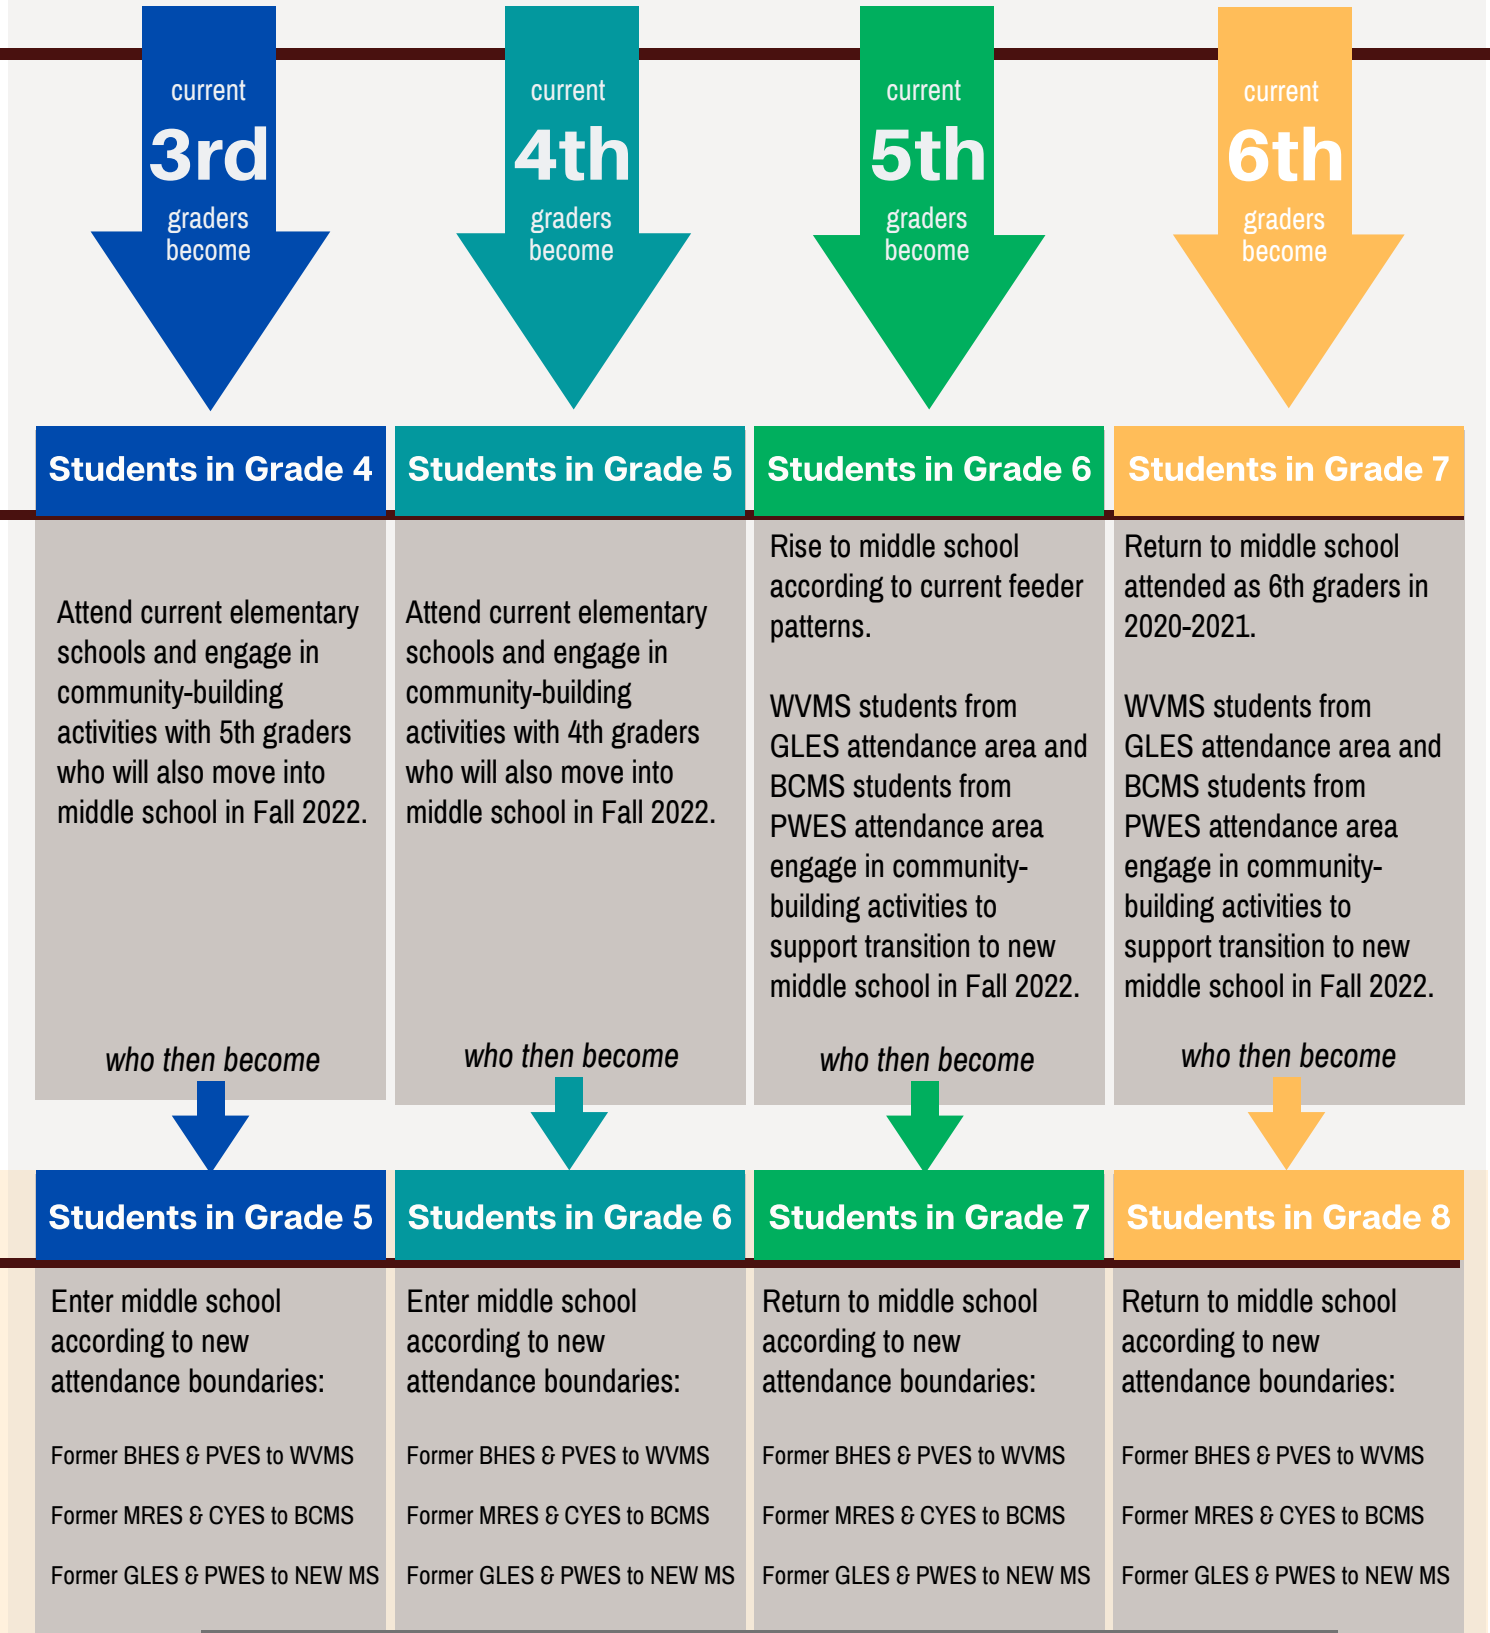 current
3rd
graders
become
current
4th
graders
become
current
5th
graders
become
current
6th
graders
become
Students in Grade 4
Students in Grade 5
Students in Grade 6
Students in Grade 7
Attend current elementary
schools and engage in
community-building
activities with 5th graders
who will also move into
middle school in Fall 2022.
who then become
Attend current elementary
schools and engage in
community-building
activities with 4th graders
who will also move into
middle school in Fall 2022.
who then become
Rise to middle school
according to current feeder
patterns.
WVMS students from
GLES attendance area and
BCMS students from
PWES attendance area
engage in community-
building activities to
support transition to new
middle school in Fall 2022.
who then become
Return to middle school
attended as 6th graders in
2020-2021.
WVMS students from
GLES attendance area and
BCMS students from
PWES attendance area
engage in community-
building activities to
support transition to new
middle school in Fall 2022.
who then become
Students in Grade 5
Students in Grade 6
Students in Grade 7
Students in Grade 8
Enter middle school
according to new
attendance boundaries:
Former BHES & PVES to WVMS
Former MRES & CYES to BCMS
Former GLES & PWES to NEW MS
Enter middle school
according to new
attendance boundaries:
Former BHES & PVES to WVMS
Former MRES & CYES to BCMS
Former GLES & PWES to NEW MS
Return to middle school
according to new
attendance boundaries:
Former BHES & PVES to WVMS
Former MRES & CYES to BCMS
Former GLES & PWES to NEW MS
Return to middle school
according to new
attendance boundaries:
Former BHES & PVES to WVMS
Former MRES & CYES to BCMS
Former GLES & PWES to NEW MS